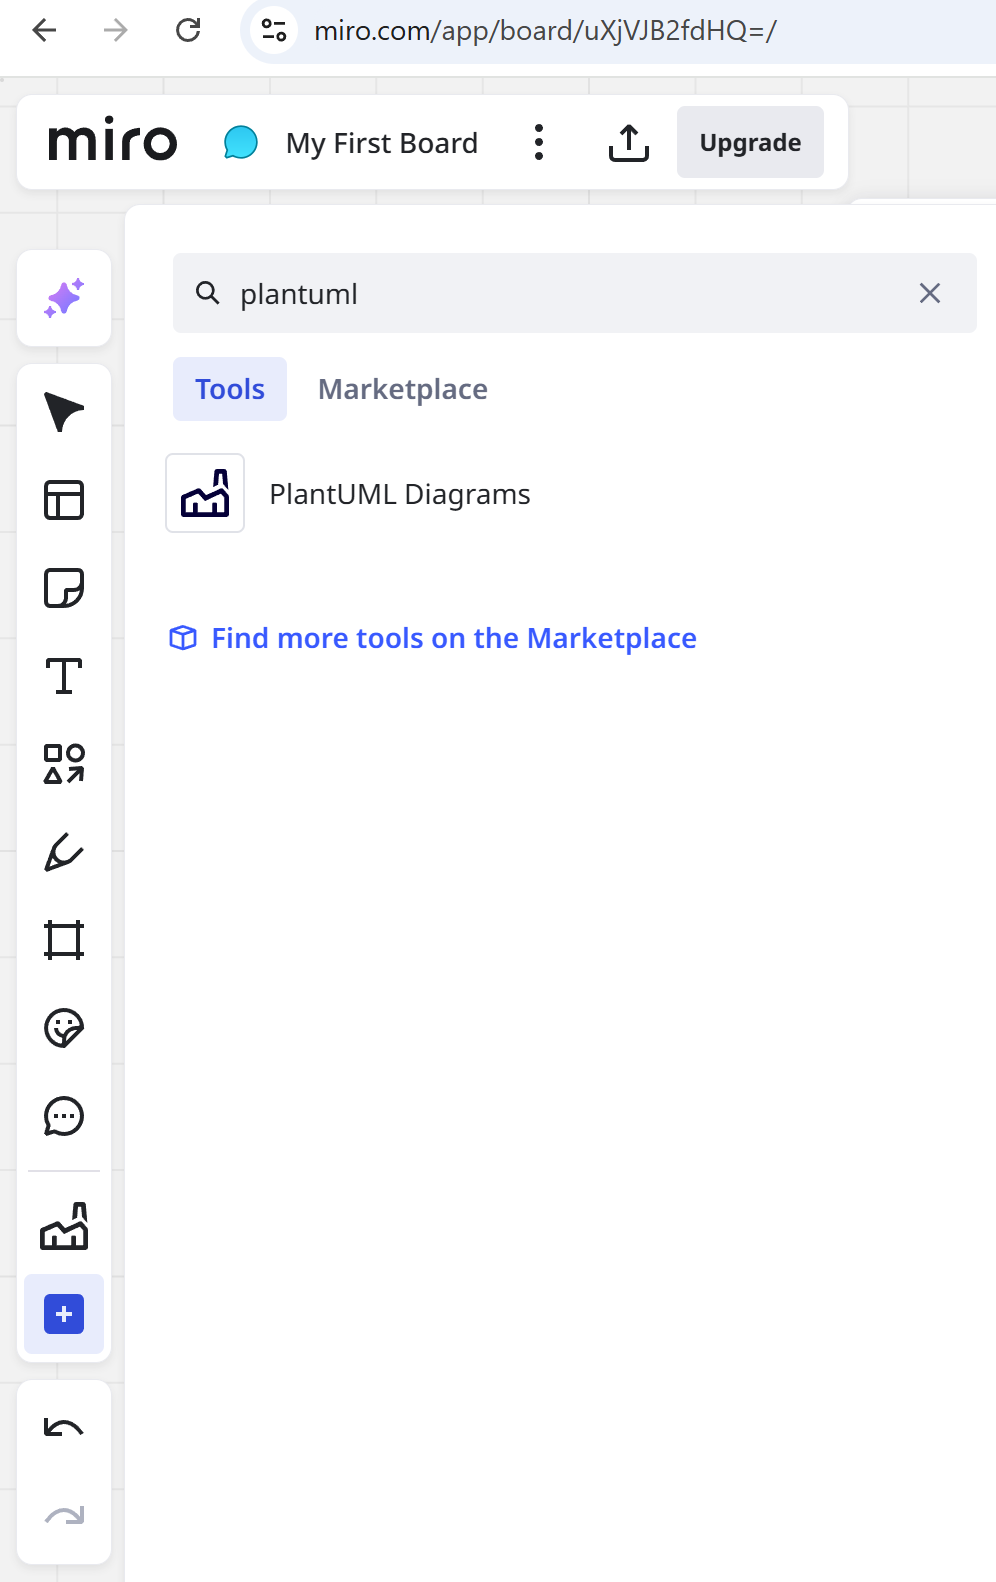 miro.com/app/board/uXjVJB2fdHQ=/
miro
My First Board
Upgrade
plantuml
Tools
Marketplace
PlantUML Diagrams
Find more tools on the Marketplace